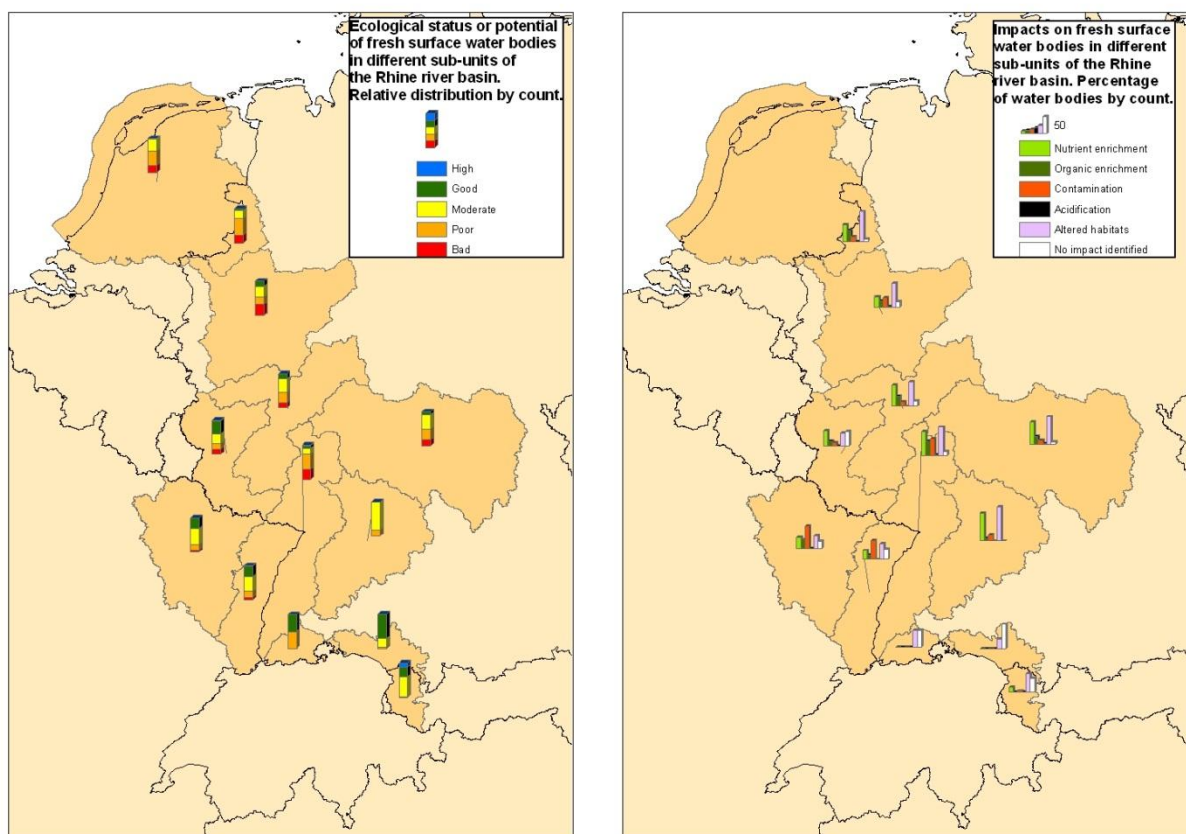 Ecological status or potential
of fresh surface water bodies
in different sub-units of
the Rhine river basin.
Relative distribution by count.
High
Good
Moderate
Poor
Bad
Impacts on fresh surface
water bodies in different
sub-units of the Rhine
river basin. Percentage
of water bodies by count.
50
Nutrient enrichment
Organic enrichment
Contamination
Acidification
Altered habitats
No impact identified